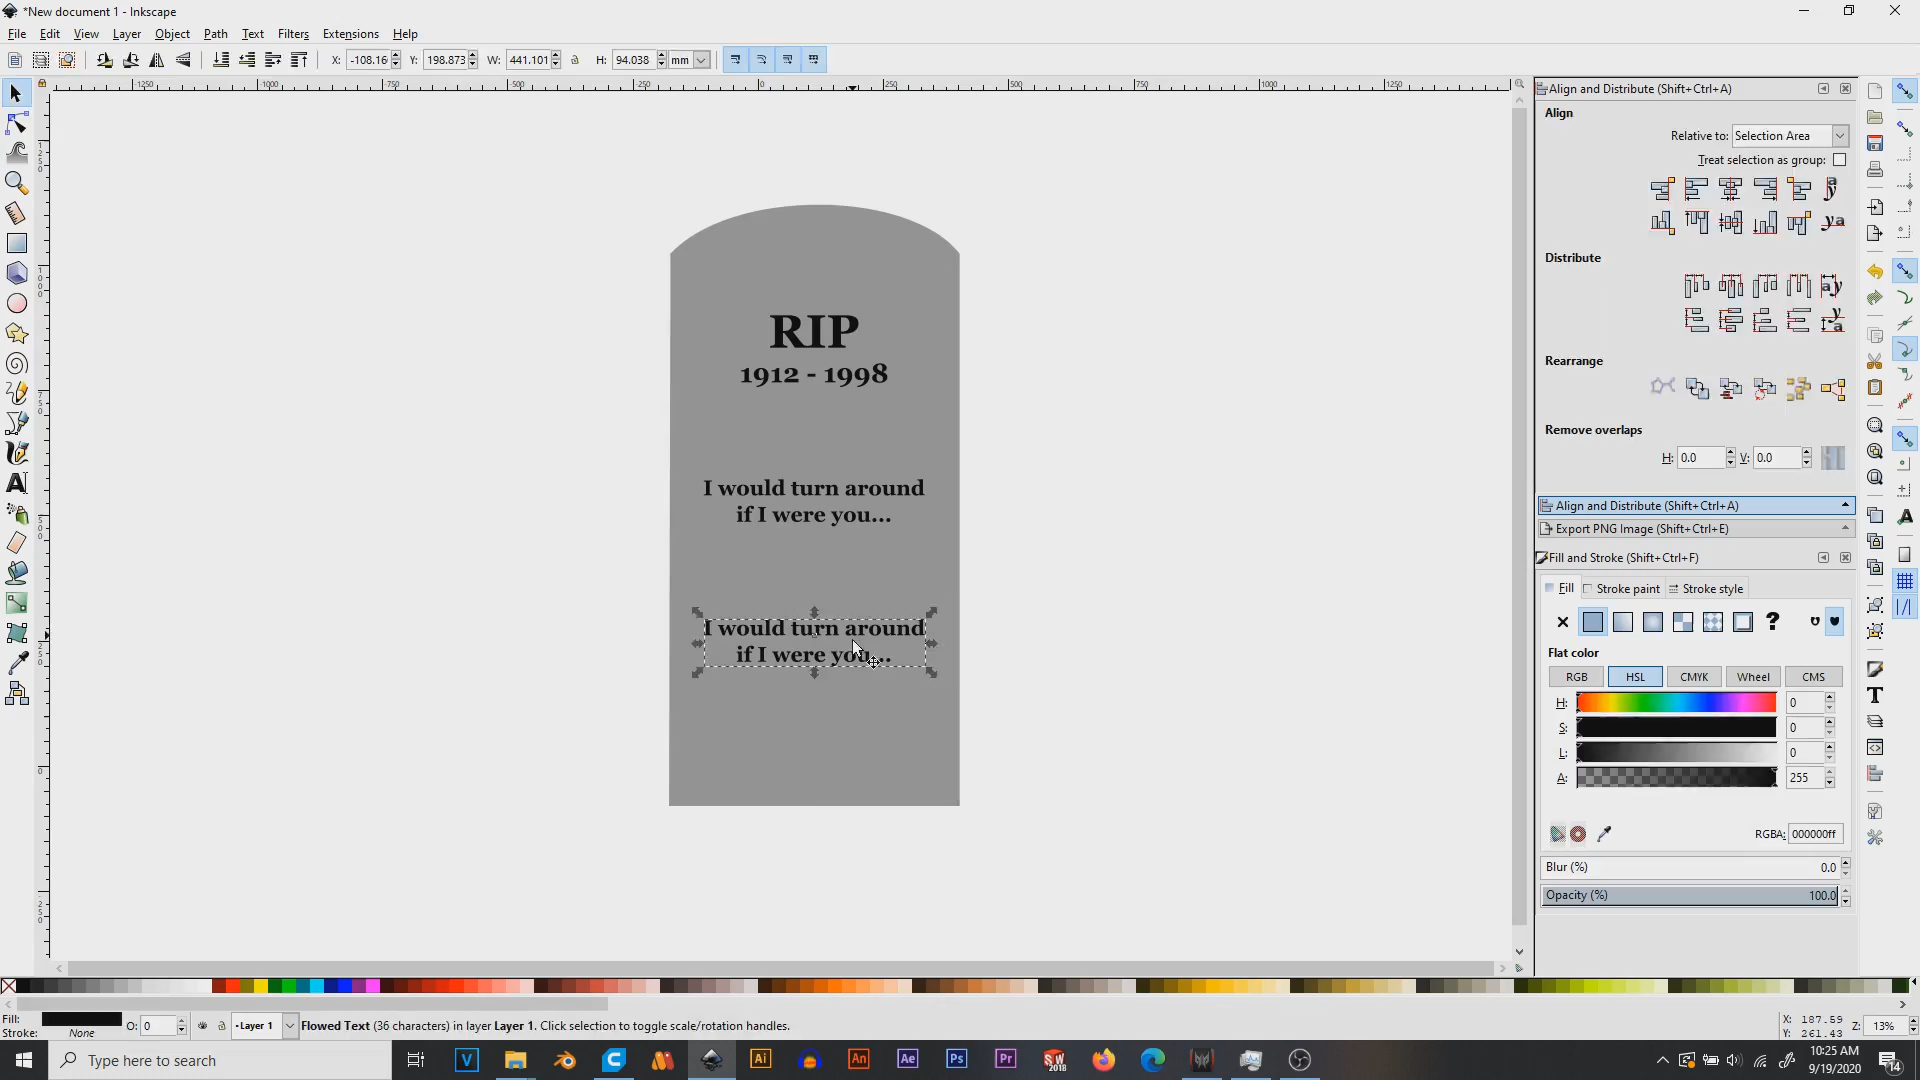 *New document 1 - Inkscape
File Edit View Layer Object Path Text Filters Extensions Help
X: -108.16 Y: 198.873 W: 441.101 H: 94.038 mm
Align and Distribute (Shift+Ctrl+A)
Align
Relative to: Selection Area
Treat selection as group:
Distribute
Rearrange
Remove overlaps
H: 0.0 V: 0.0
Align and Distribute (Shift+Ctrl+A)
Export PNG Image (Shift+Ctrl+E)
Fill and Stroke (Shift+Ctrl+F)
Fill Stroke paint Stroke style
Flat color
RGB HSL CMYK Wheel CMS
H: 0
S: 0
L: 0
A: 255
RGBA: 000000ff
Blur (%) 0.0
Opacity (%) 100.0
RIP
1912 - 1998
I would turn around
if I were you...
I would turn around
if I were you...
Fill:
Stroke: None
O: 0
Layer 1
Flowed Text (36 characters) in layer Layer 1. Click selection to toggle scale/rotation handles.
X: 187.59
Y: 261.43
Z: 13%
Type here to search
10:25 AM
9/19/2020